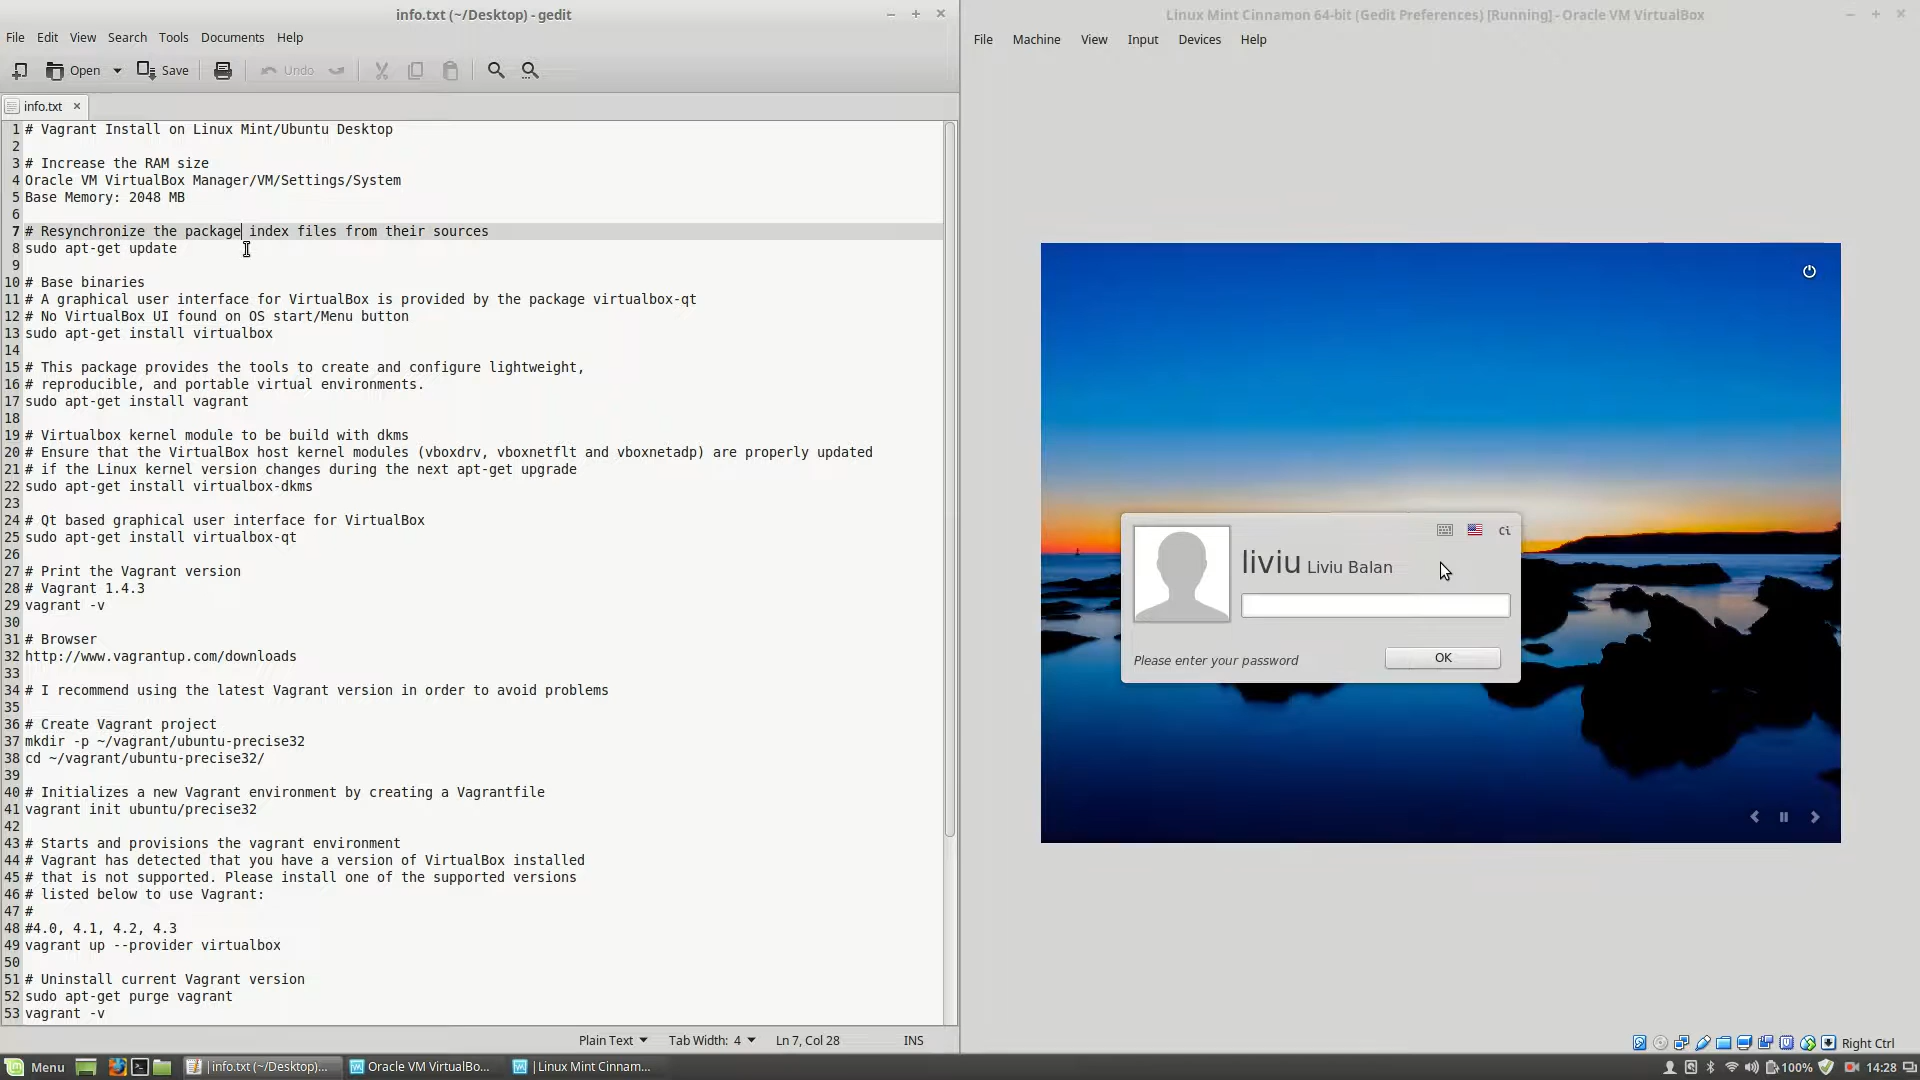 info.txt (~/Desktop) - gedit
File Edit View Search Tools Documents Help
Open Save Undo
info.txt
1 # Vagrant Install on Linux Mint/Ubuntu Desktop
2
3 # Increase the RAM size
4 Oracle VM VirtualBox Manager/VM/Settings/System
5 Base Memory: 2048 MB
6
7 # Resynchronize the package index files from their sources
8 sudo apt-get update
9
10 # Base binaries
11 # A graphical user interface for VirtualBox is provided by the package virtualbox-qt
12 # No VirtualBox UI found on OS start/Menu button
13 sudo apt-get install virtualbox
14
15 # This package provides the tools to create and configure lightweight,
16 # reproducible, and portable virtual environments.
17 sudo apt-get install vagrant
18
19 # Virtualbox kernel module to be build with dkms
20 # Ensure that the VirtualBox host kernel modules (vboxdrv, vboxnetflt and vboxnetadp) are properly updated
21 # if the Linux kernel version changes during the next apt-get upgrade
22 sudo apt-get install virtualbox-dkms
23
24 # Qt based graphical user interface for VirtualBox
25 sudo apt-get install virtualbox-qt
26
27 # Print the Vagrant version
28 # Vagrant 1.4.3
29 vagrant -v
30
31 # Browser
32 http://www.vagrantup.com/downloads
33
34 # I recommend using the latest Vagrant version in order to avoid problems
35
36 # Create Vagrant project
37 mkdir -p ~/vagrant/ubuntu-precise32
38 cd ~/vagrant/ubuntu-precise32/
39
40 # Initializes a new Vagrant environment by creating a Vagrantfile
41 vagrant init ubuntu/precise32
42
43 # Starts and provisions the vagrant environment
44 # Vagrant has detected that you have a version of VirtualBox installed
45 # that is not supported. Please install one of the supported versions
46 # listed below to use Vagrant:
47 #
48 #4.0, 4.1, 4.2, 4.3
49 vagrant up --provider virtualbox
50
51 # Uninstall current Vagrant version
52 sudo apt-get purge vagrant
53 vagrant -v
Plain Text Tab Width: 4 Ln 7, Col 28 INS
Linux Mint Cinnamon 64-bit (Gedit Preferences) [Running] - Oracle VM VirtualBox
File Machine View Input Devices Help
Ci
liviu Liviu Balan
Please enter your password
OK
Right Ctrl
Menu
info.txt (~/Desktop)...
Oracle VM VirtualBo...
Linux Mint Cinnam...
100%
14:28